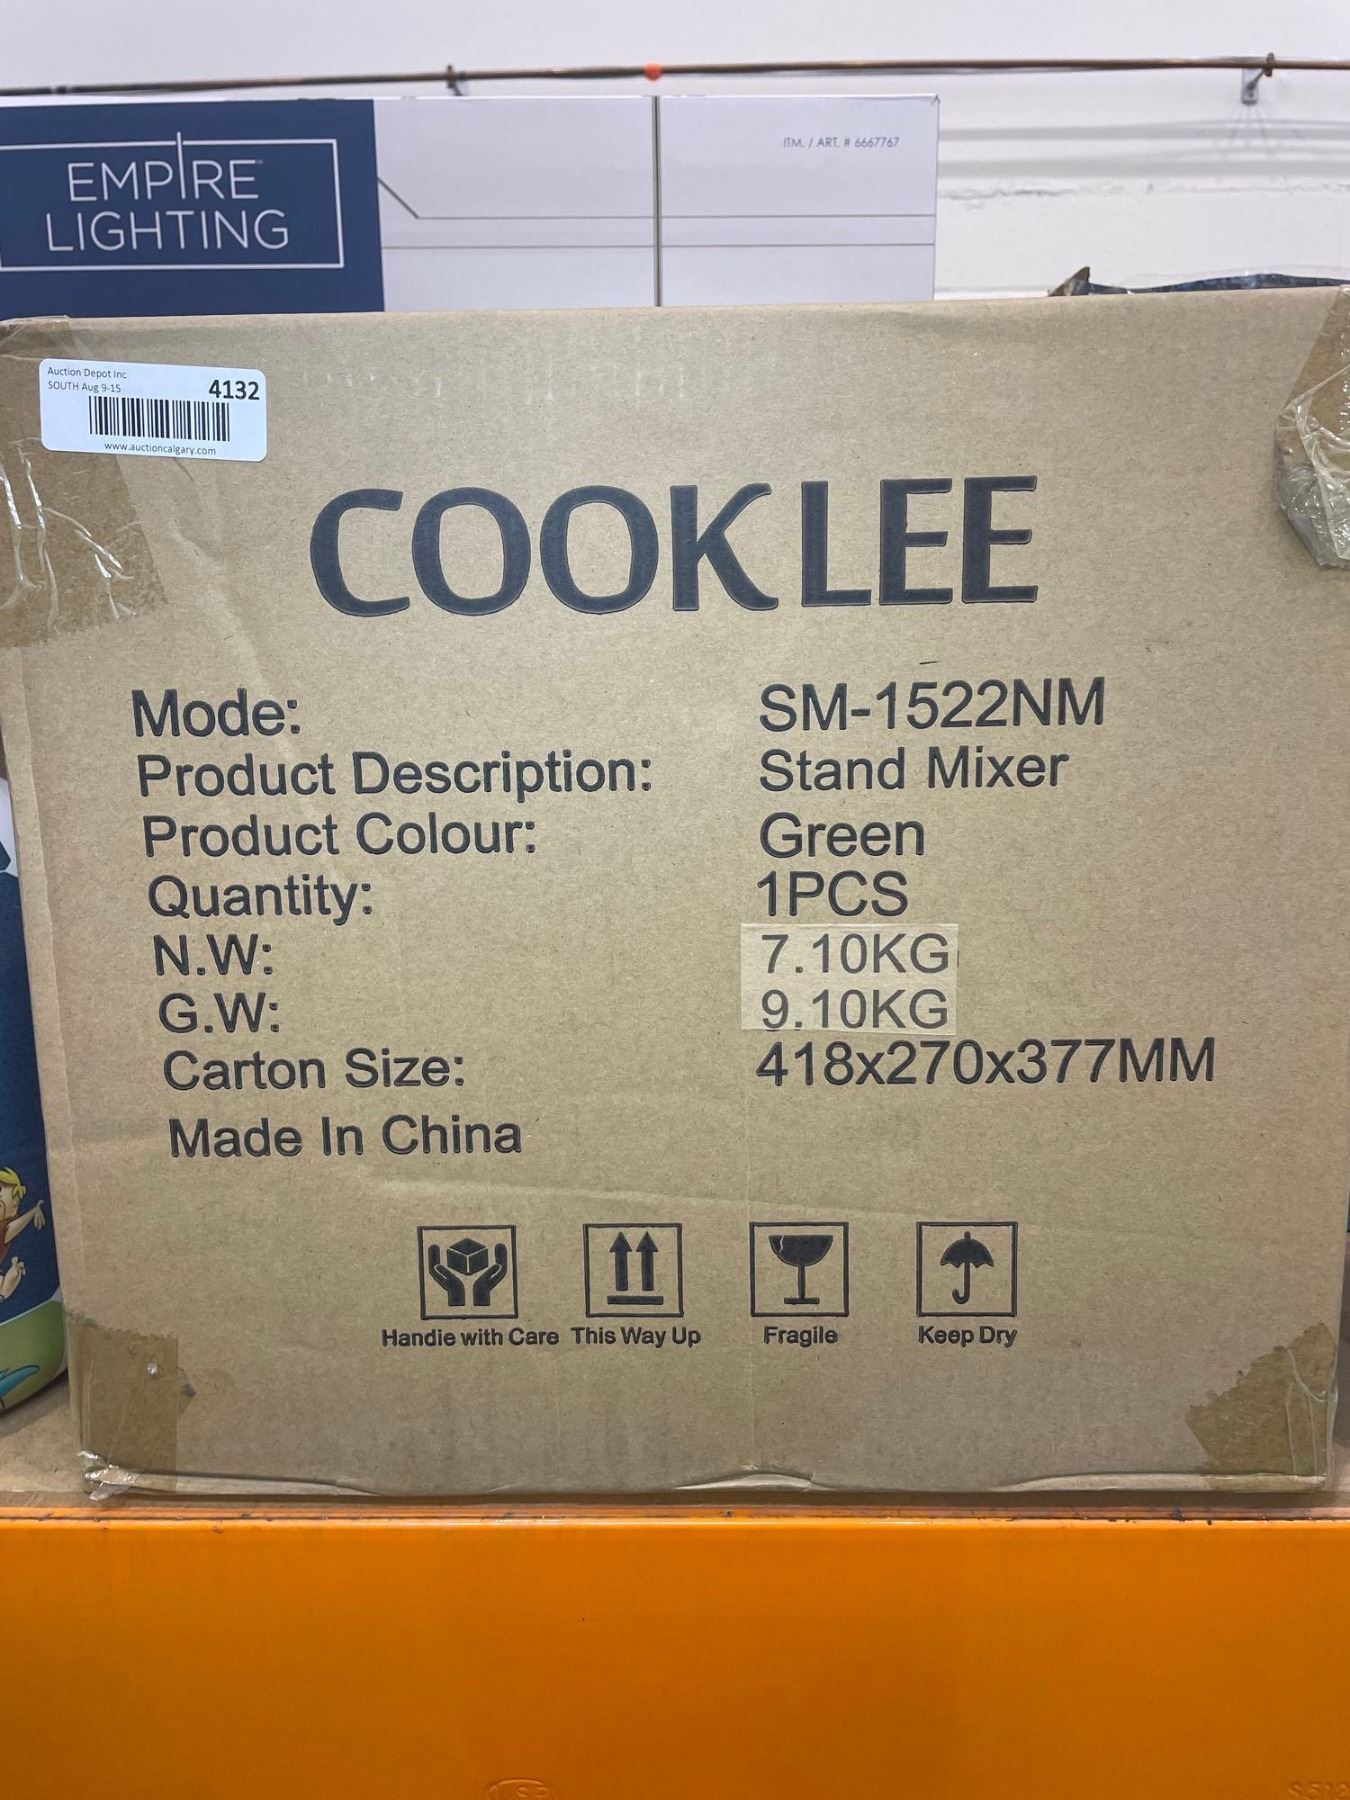 ITM. / ART. # 6667767
EMPIRE
LIGHTING
Auction Depot Inc
SOUTH Aug 9-15
4132
www.auctioncalgary.com
COOKLEE
Mode: SM-1522NM
Product Description: Stand Mixer
Product Colour: Green
Quantity: 1PCS
N.W: 7.10KG
G.W: 9.10KG
Carton Size: 418x270x377MM
Made In China
Handie with Care This Way Up Fragile Keep Dry